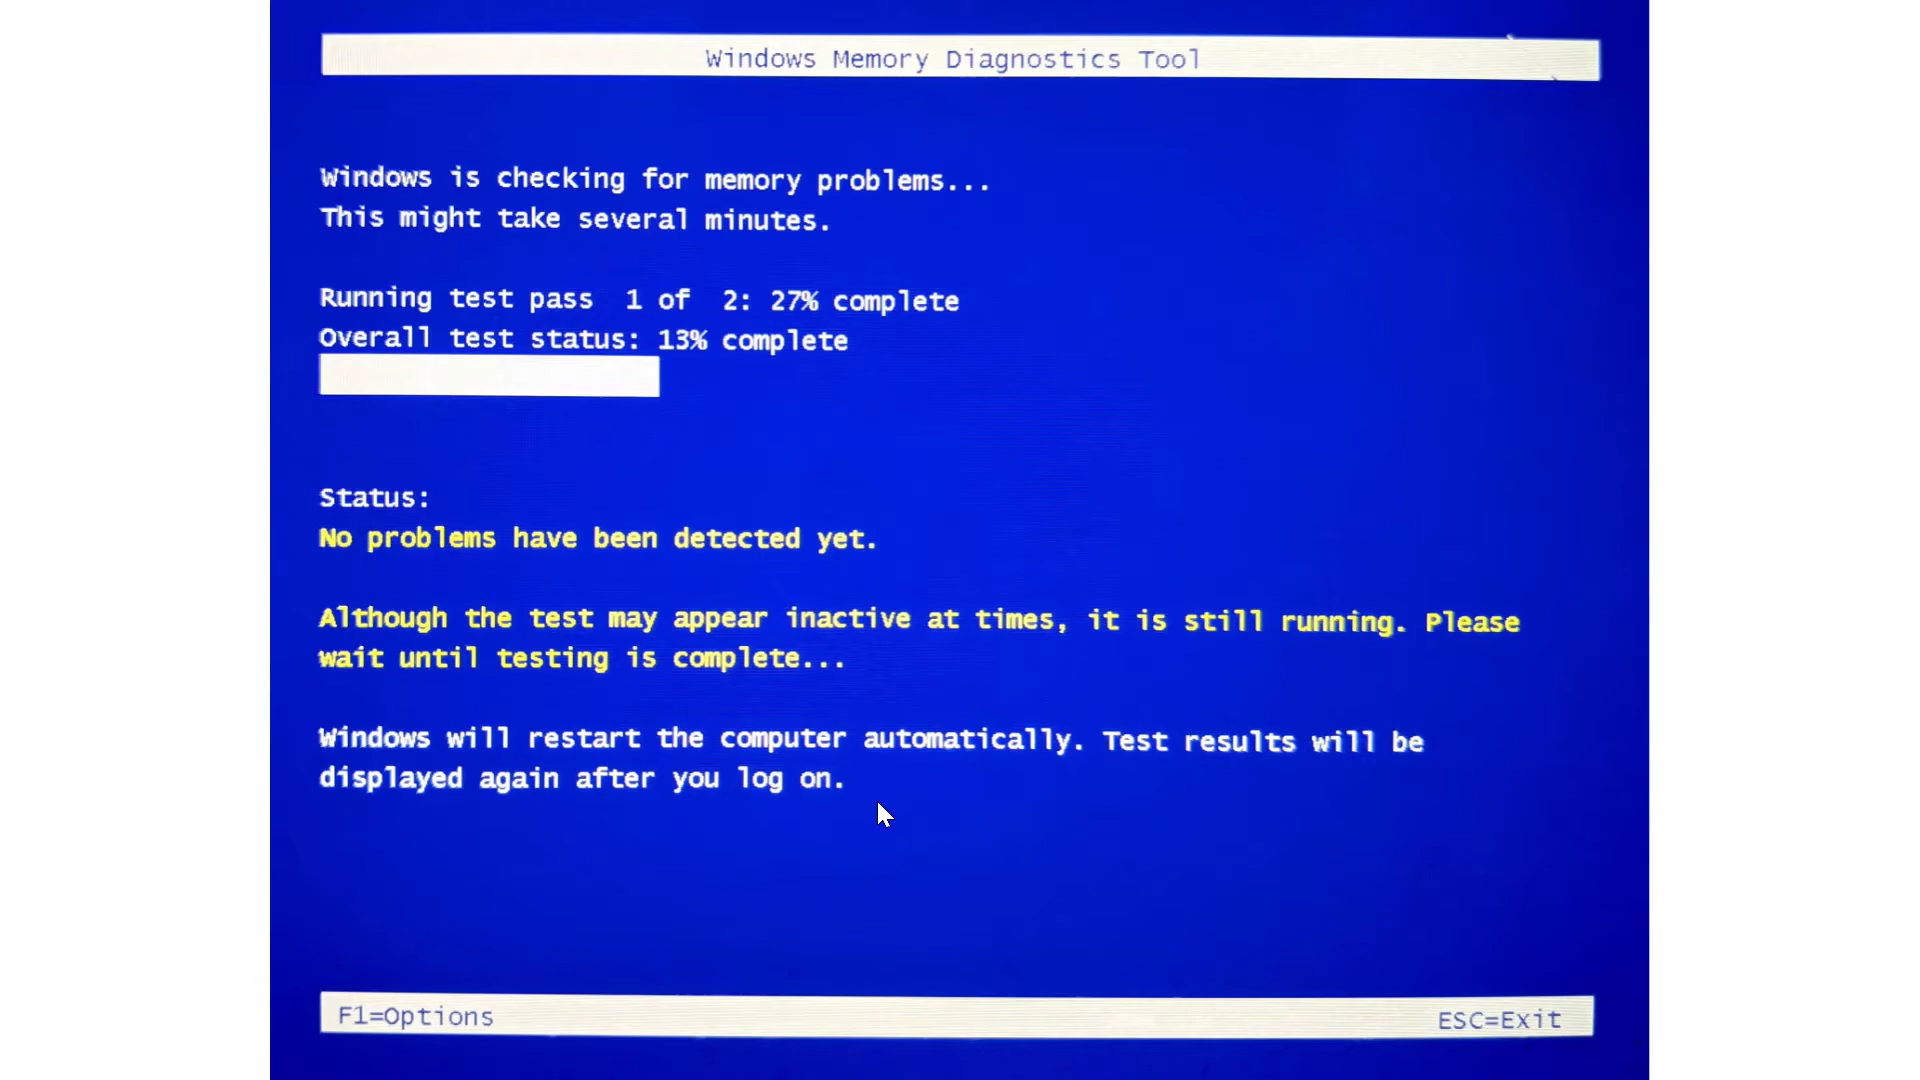 Windows Memory Diagnostics Tool
Windows is checking for memory problems...
This might take several minutes.
Running test pass  1 of  2: 27% complete
Overall test status: 13% complete
Status:
No problems have been detected yet.
Although the test may appear inactive at times, it is still running. Please
wait until testing is complete...
Windows will restart the computer automatically. Test results will be
displayed again after you log on.
F1=Options
ESC=Exit